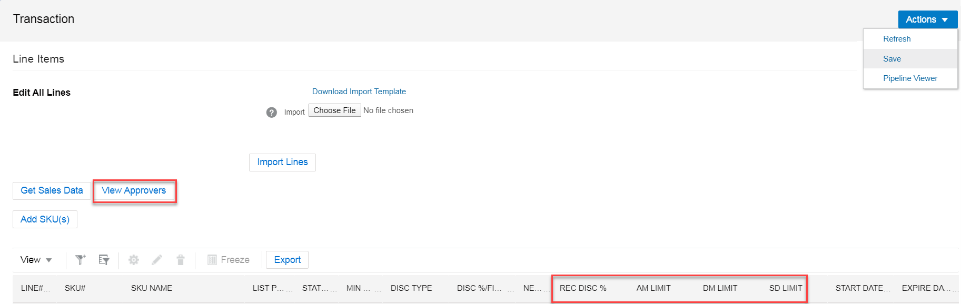 Transaction
Actions
Refresh
Line Items
Save
Pipeline Viewer
Edit All Lines
Download Import Template
? Import Choose File No file chosen
Import Lines
Get Sales Data View Approvers
Add SKU(s)
View Freeze Export
LINE#... SKU# SKU NAME LIST P... STAT... MIN ... DISC TYPE DISC %/FI... NE... REC DISC % AM LIMIT DM LIMIT SD LIMIT START DATE... EXPIRE DA...